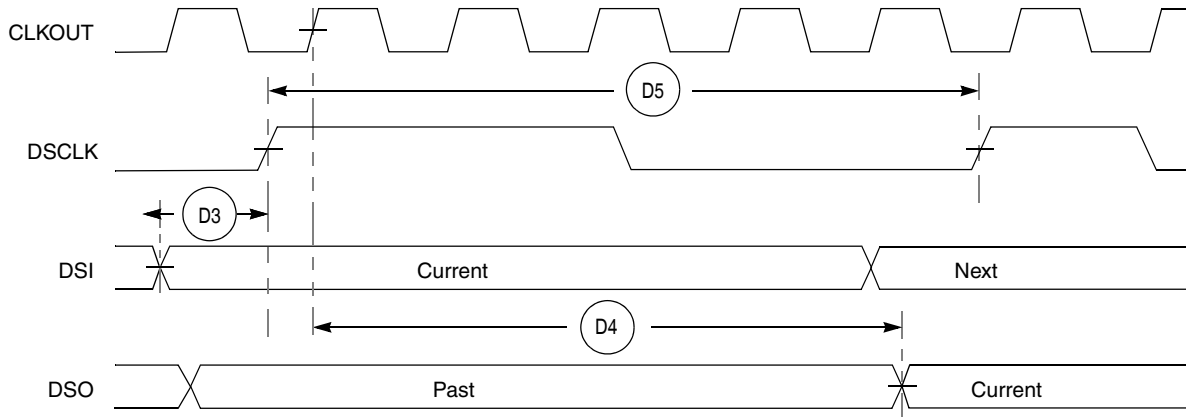 CLKOUT
D5
DSCLK
D3
DSI
Current
Next
D4
DSO
Past
Current